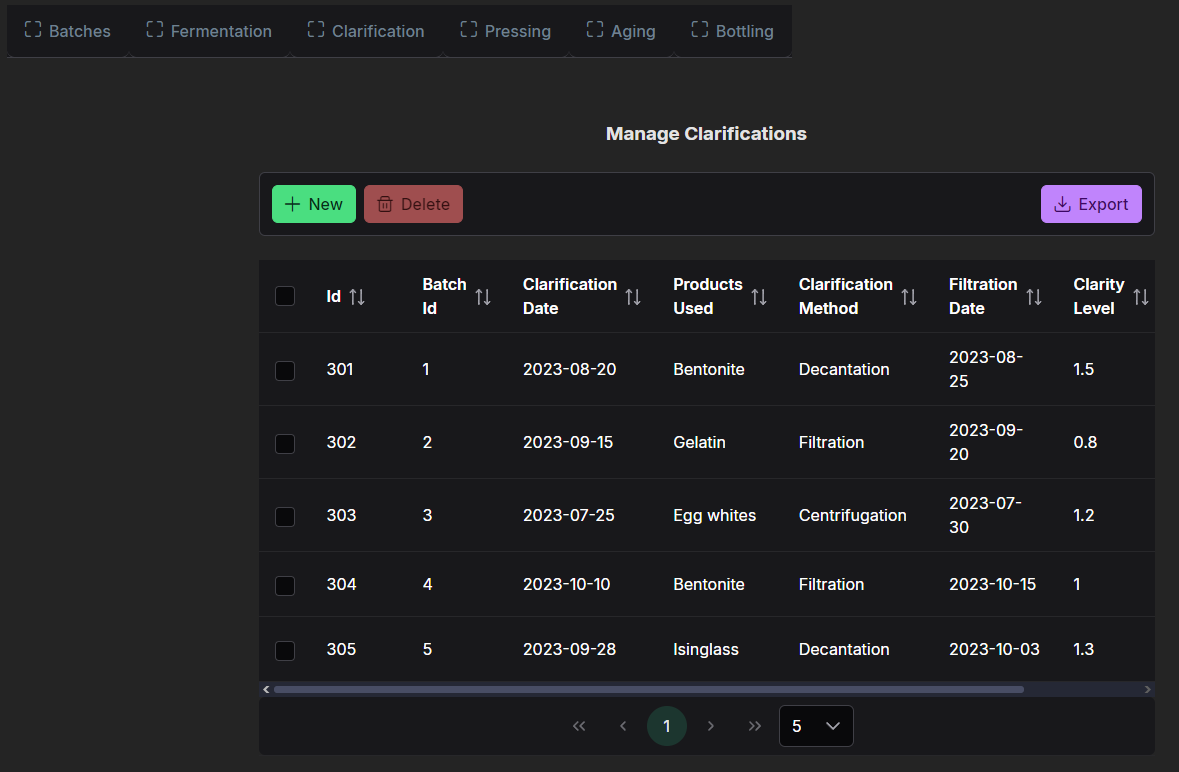 Batches Fermentation Clarification Pressing Aging Bottling
Manage Clarifications
New Delete Export
Id Batch Id Clarification Date Products Used Clarification Method Filtration Date Clarity Level
301 1 2023-08-20 Bentonite Decantation 2023-08-25 1.5
302 2 2023-09-15 Gelatin Filtration 2023-09-20 0.8
303 3 2023-07-25 Egg whites Centrifugation 2023-07-30 1.2
304 4 2023-10-10 Bentonite Filtration 2023-10-15 1
305 5 2023-09-28 Isinglass Decantation 2023-10-03 1.3
1 5